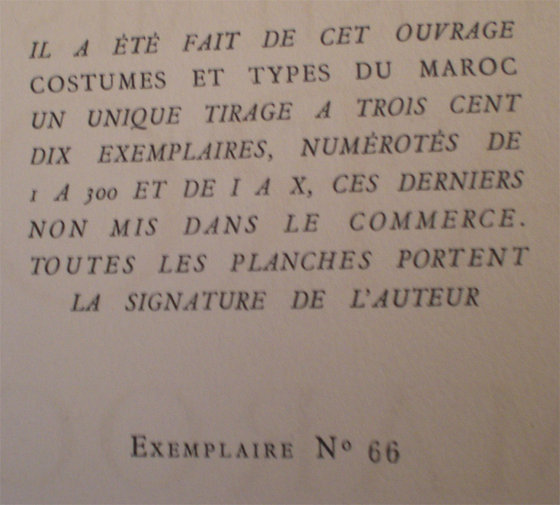 IL A ÉTÉ FAIT DE CET OUVRAGE
COSTUMES ET TYPES DU MAROC
UN UNIQUE TIRAGE A TROIS CENT
DIX EXEMPLAIRES, NUMÉROTÉS DE
1 A 300 ET DE I A X, CES DERNIERS
NON MIS DANS LE COMMERCE.
TOUTES LES PLANCHES PORTENT
LA SIGNATURE DE L'AUTEUR
EXEMPLAIRE Nº 66